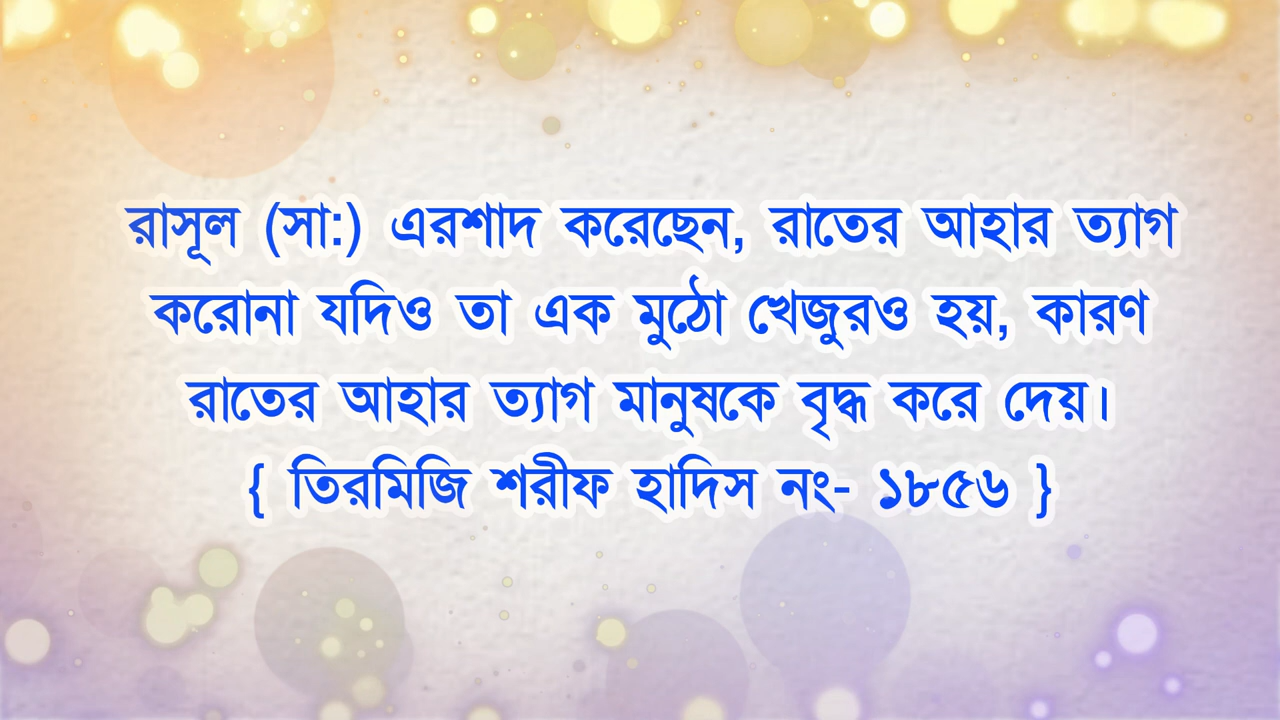 রাসূল (সা:) এরশাদ করেছেন, রাতের আহার ত্যাগ
করোনা যদিও তা এক মুঠো খেজুরও হয়, কারণ
রাতের আহার ত্যাগ মানুষকে বৃদ্ধ করে দেয়।
{ তিরমিজি শরীফ হাদিস নং- ১৮৫৬ }